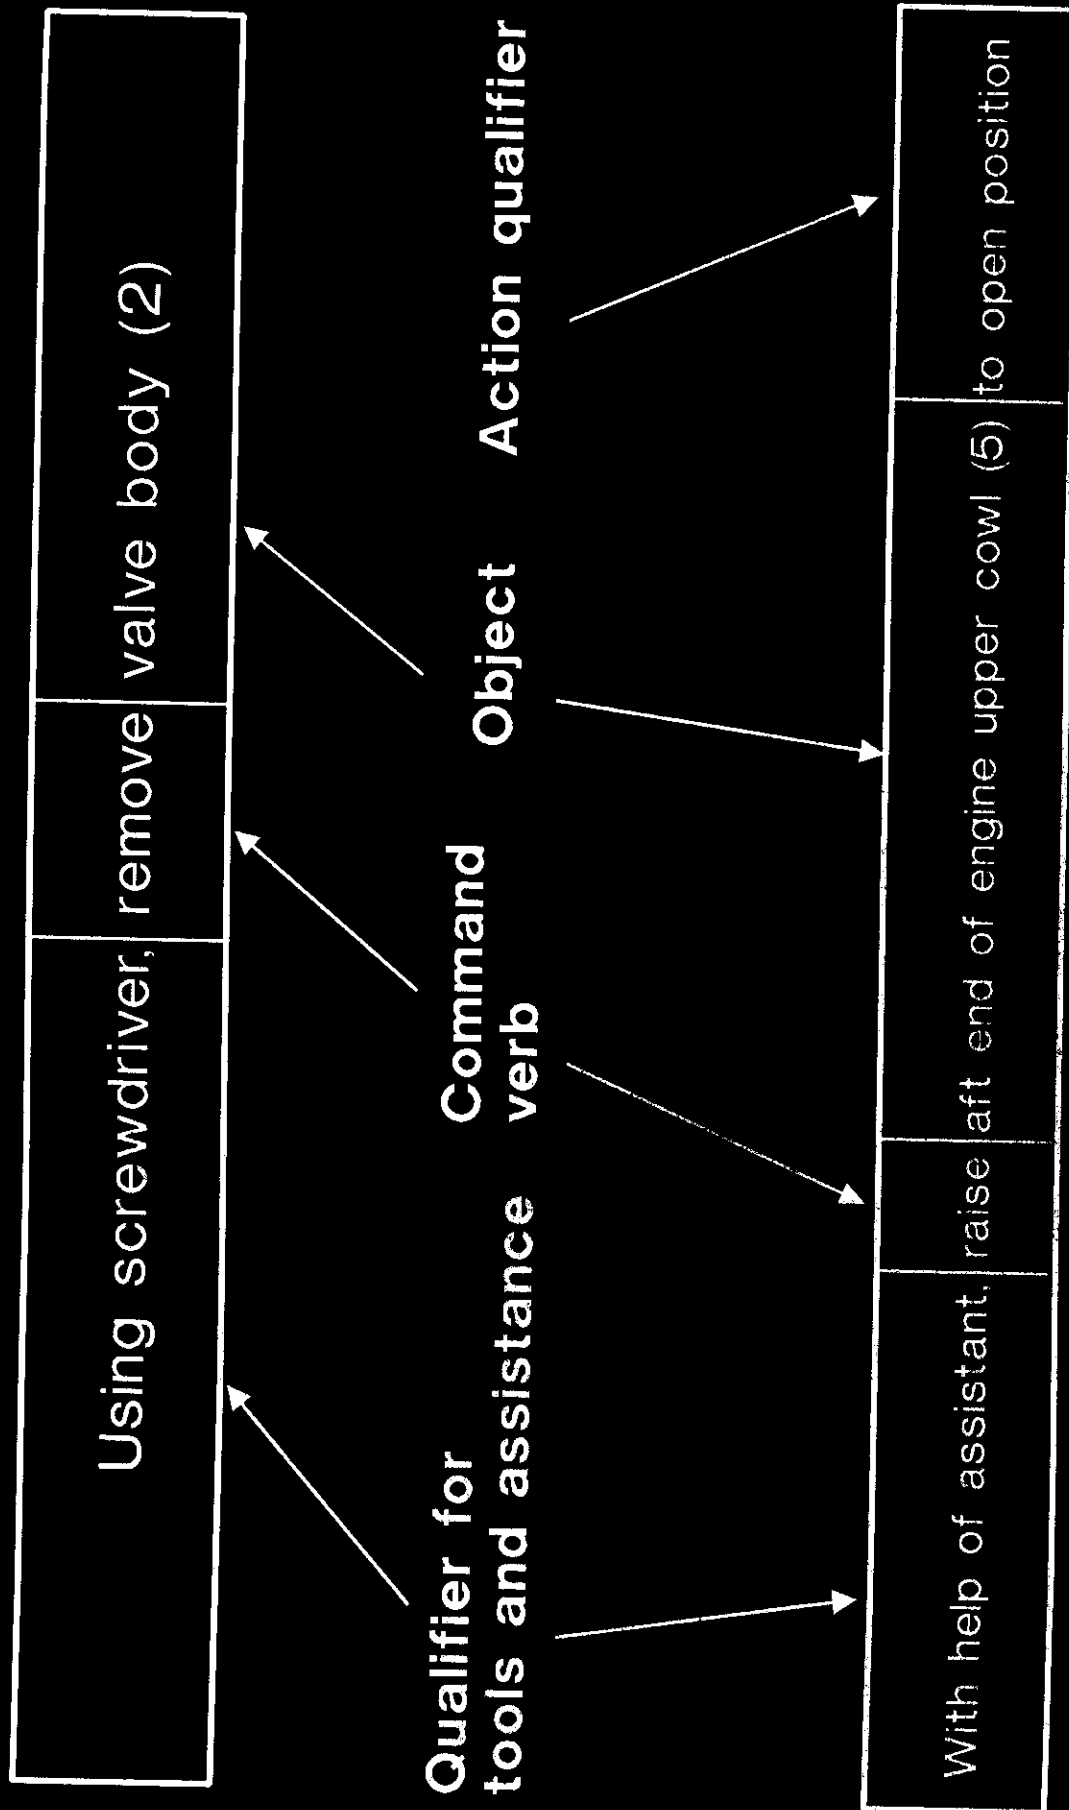 Using screwdriver, remove valve body (2)
Qualifier for
tools and assistance
Command
verb
Object
Action qualifier
With help of assistant, raise aft end of engine upper cowl (5) to open position